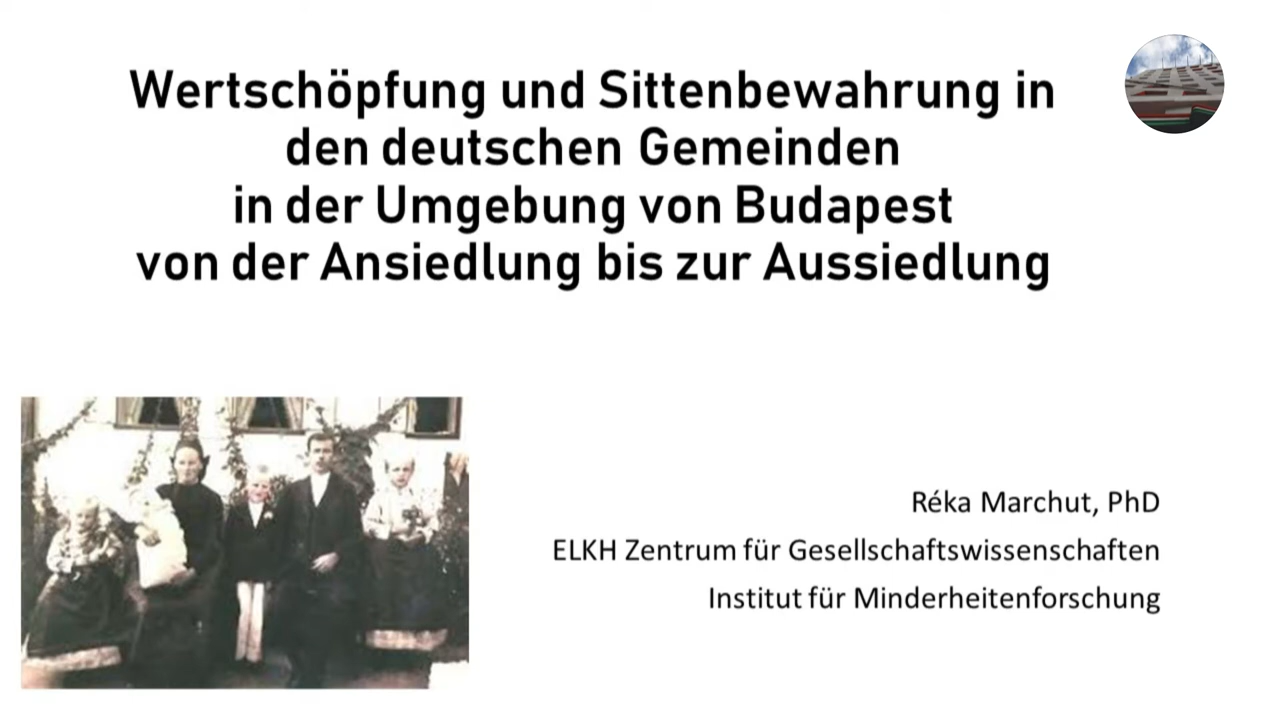 Wertschöpfung und Sittenbewahrung in
den deutschen Gemeinden
in der Umgebung von Budapest
von der Ansiedlung bis zur Aussiedlung
Réka Marchut, PhD
ELKH Zentrum für Gesellschaftswissenschaften
Institut für Minderheitenforschung